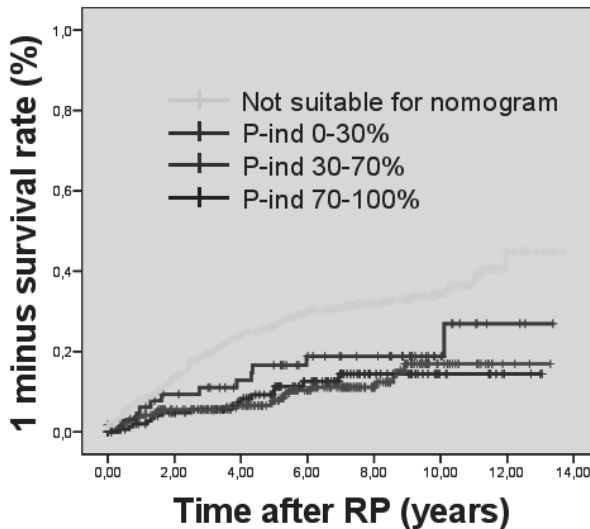 1 minus survival rate (%)
1,0
0,8
0,6
0,4
0,2
0,0
Not suitable for nomogram
P-ind 0-30%
P-ind 30-70%
P-ind 70-100%
0,00 2,00 4,00 6,00 8,00 10,00 12,00 14,00
Time after RP (years)